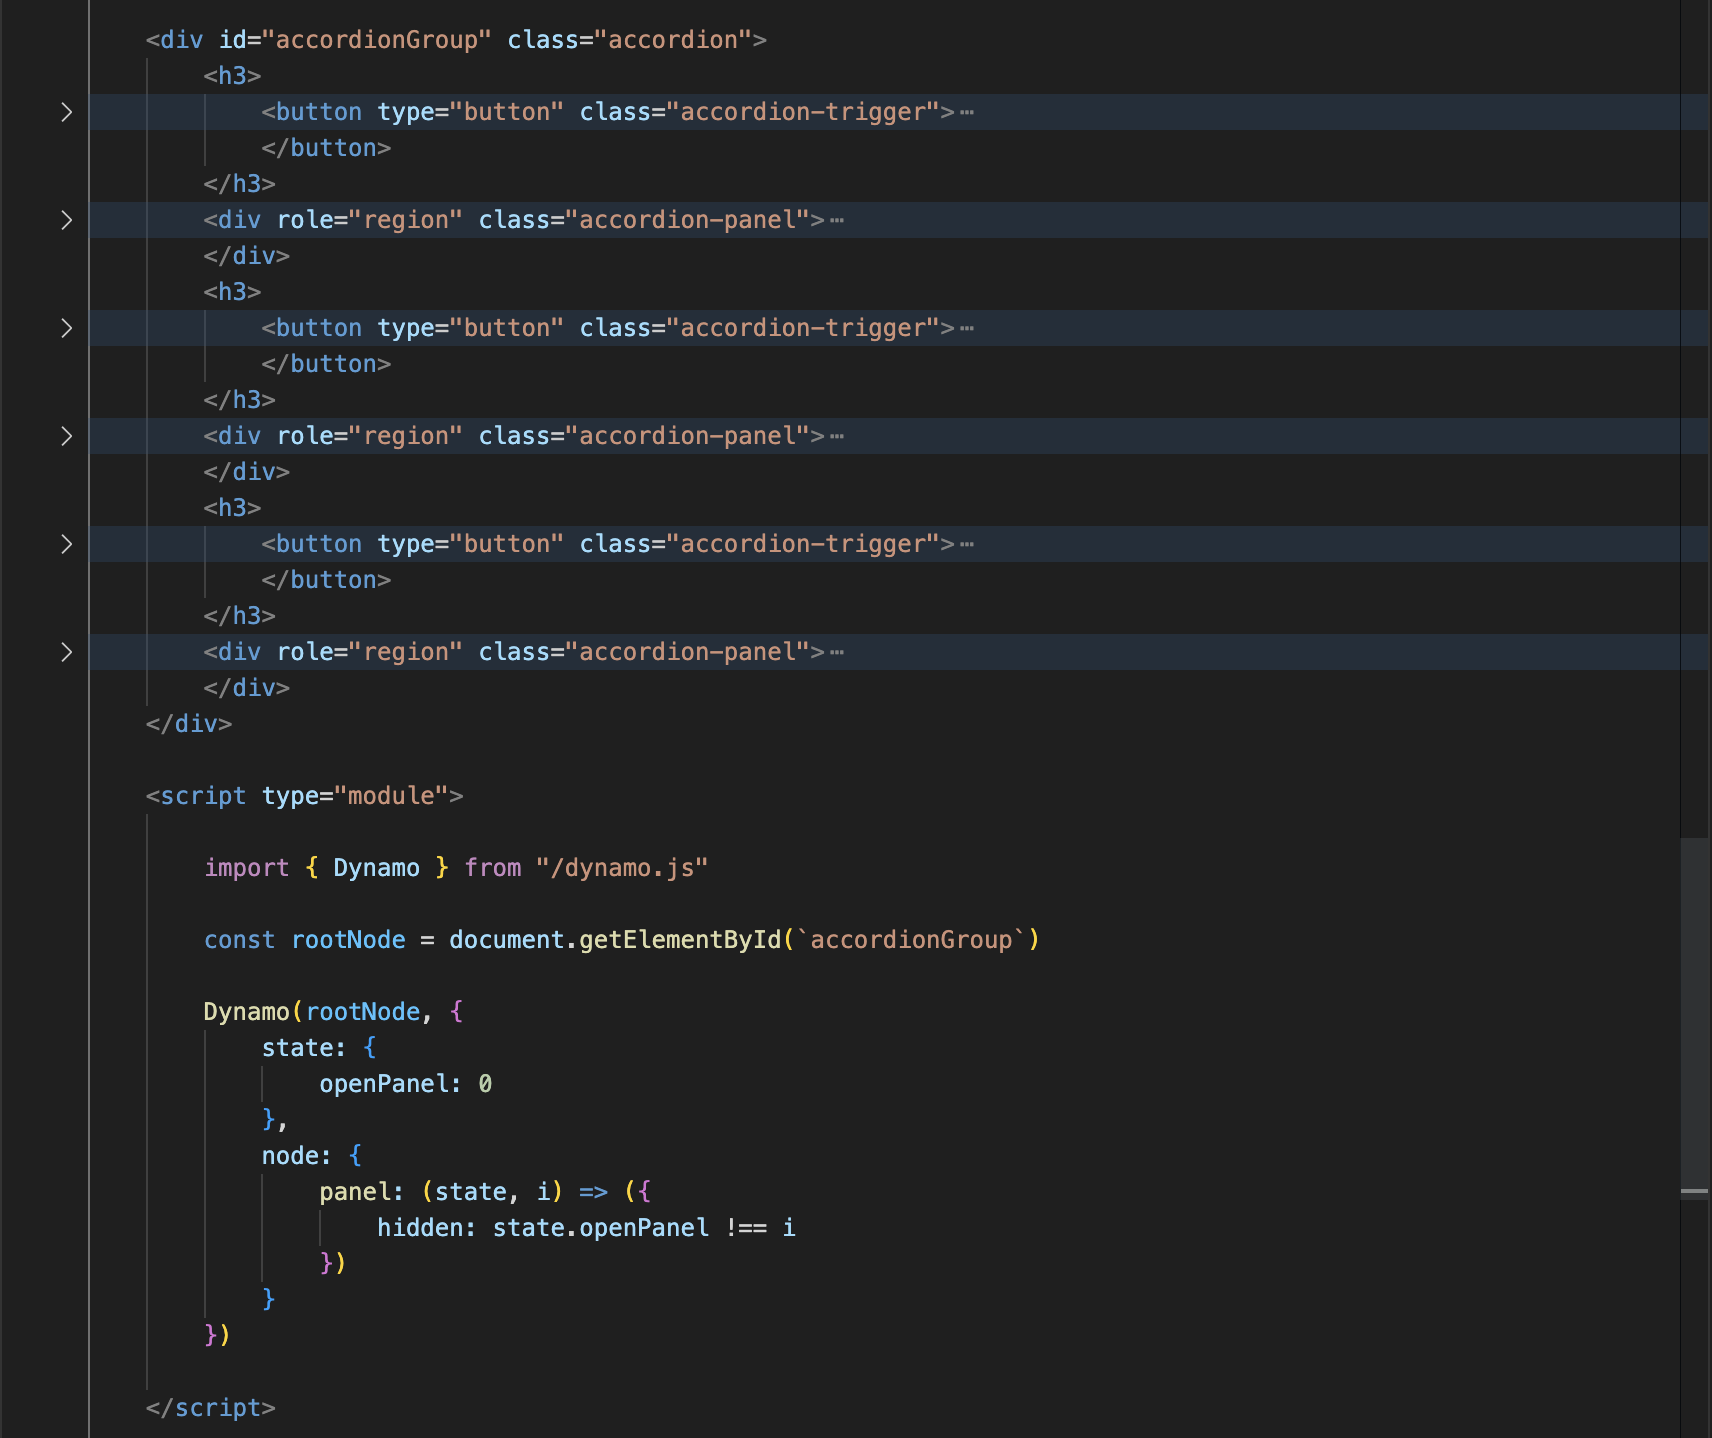 <div id="accordionGroup" class="accordion">
<h3>
<button type="button" class="accordion-trigger">⋯
</button>
</h3>
<div role="region" class="accordion-panel">⋯
</div>
<h3>
<button type="button" class="accordion-trigger">⋯
</button>
</h3>
<div role="region" class="accordion-panel">⋯
</div>
<h3>
<button type="button" class="accordion-trigger">⋯
</button>
</h3>
<div role="region" class="accordion-panel">⋯
</div>
</div>
<script type="module">
import { Dynamo } from "/dynamo.js"
const rootNode = document.getElementById(`accordionGroup`)
Dynamo(rootNode, {
state: {
openPanel: 0
},
node: {
panel: (state, i) => ({
hidden: state.openPanel !== i
})
}
})
</script>